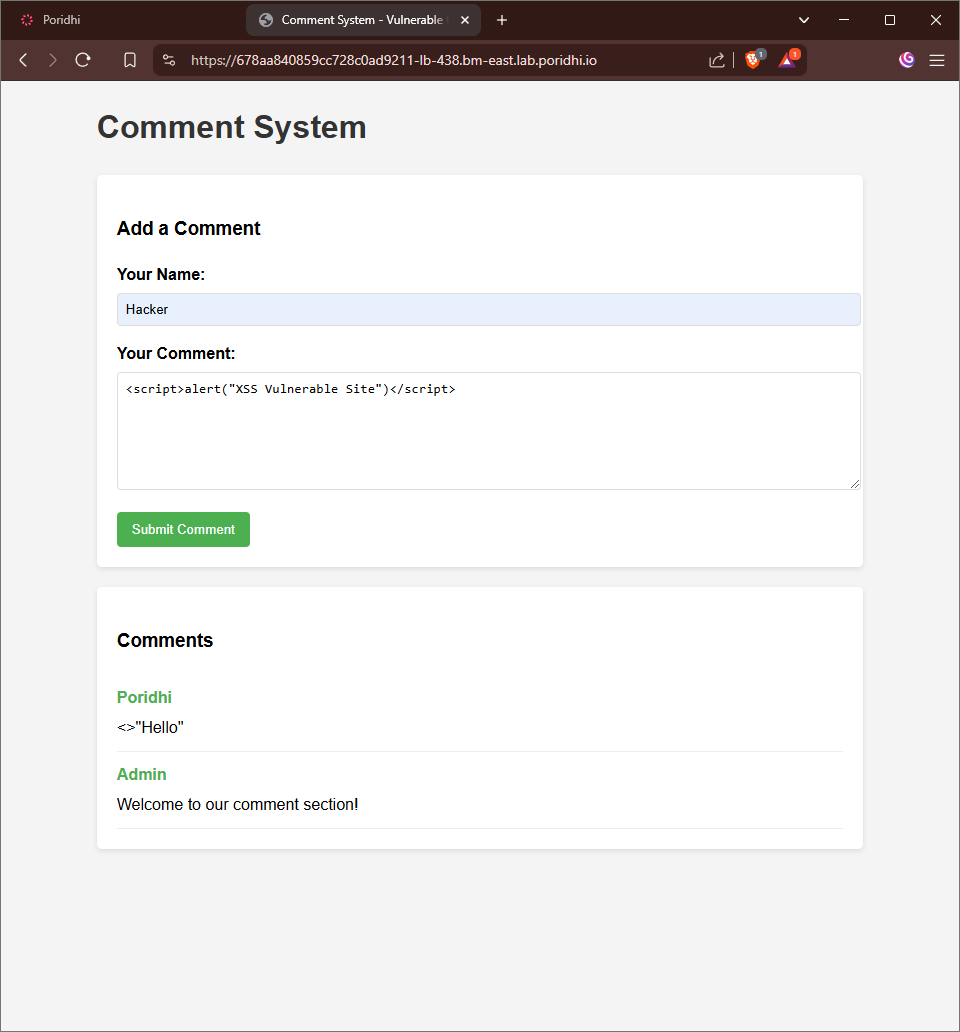 Poridhi
Comment System - Vulnerable
https://678aa840859cc728c0ad9211-lb-438.bm-east.lab.poridhi.io
1
1
Comment System
Add a Comment
Your Name:
Hacker
Your Comment:
<script>alert("XSS Vulnerable Site")</script>
Submit Comment
Comments
Poridhi
<>"Hello"
Admin
Welcome to our comment section!